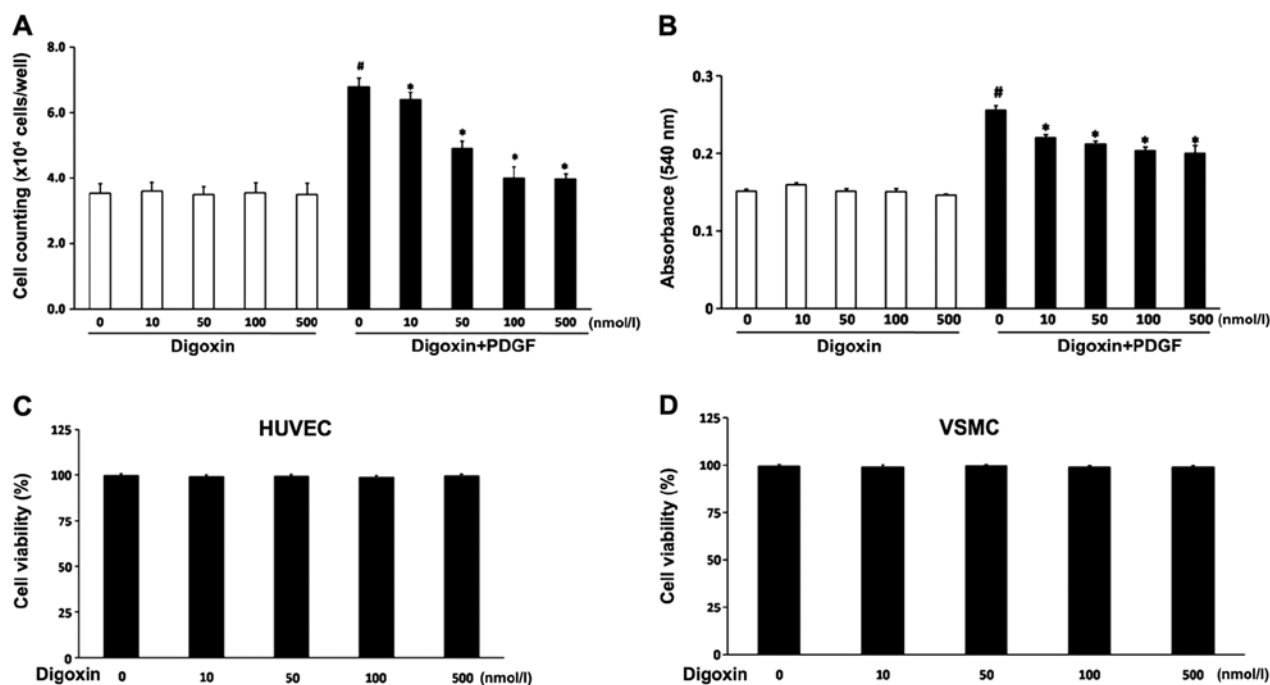 A
Cell counting (x10⁴ cells/well)
8.0
6.0
4.0
2.0
0.0
#
*
*
*
*
0 10 50 100 500 0 10 50 100 500 (nmol/l)
Digoxin Digoxin+PDGF
B
Absorbance (540 nm)
0.3
0.2
0.1
0
#
*
*
*
*
0 10 50 100 500 0 10 50 100 500 (nmol/l)
Digoxin Digoxin+PDGF
C
HUVEC
Cell viability (%)
125
100
75
50
25
0
Digoxin 0 10 50 100 500 (nmol/l)
D
VSMC
Cell viability (%)
125
100
75
50
25
0
Digoxin 0 10 50 100 500 (nmol/l)